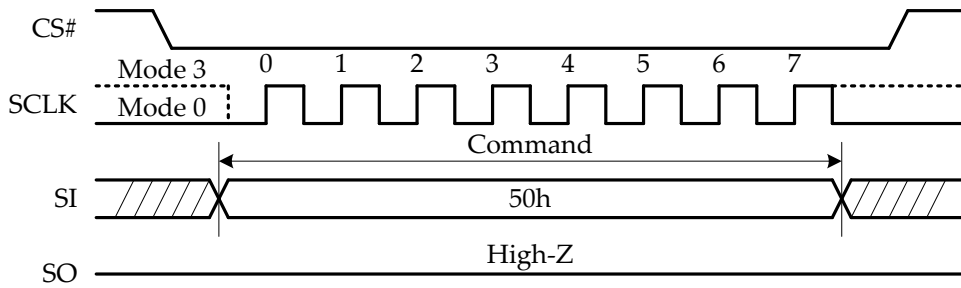 CS#
0 1 2 3 4 5 6 7
Mode 3
SCLK
Mode 0
Command
SI
50h
High-Z
SO